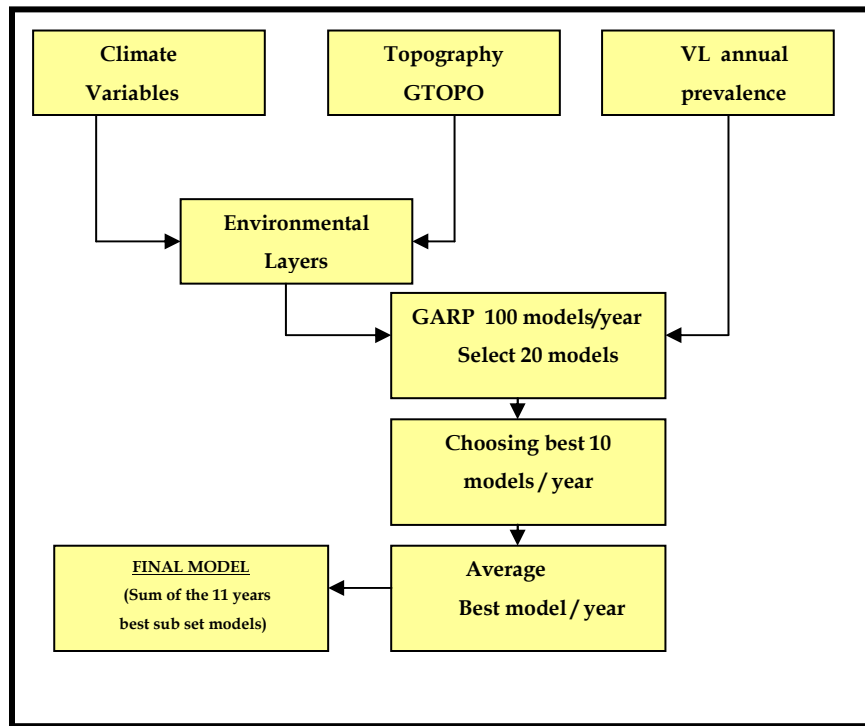 Climate
Variables
Topography
GTOPO
VL annual
prevalence
Environmental
Layers
GARP 100 models/year
Select 20 models
Choosing best 10
models / year
Average
Best model / year
FINAL MODEL
(Sum of the 11 years
best sub set models)